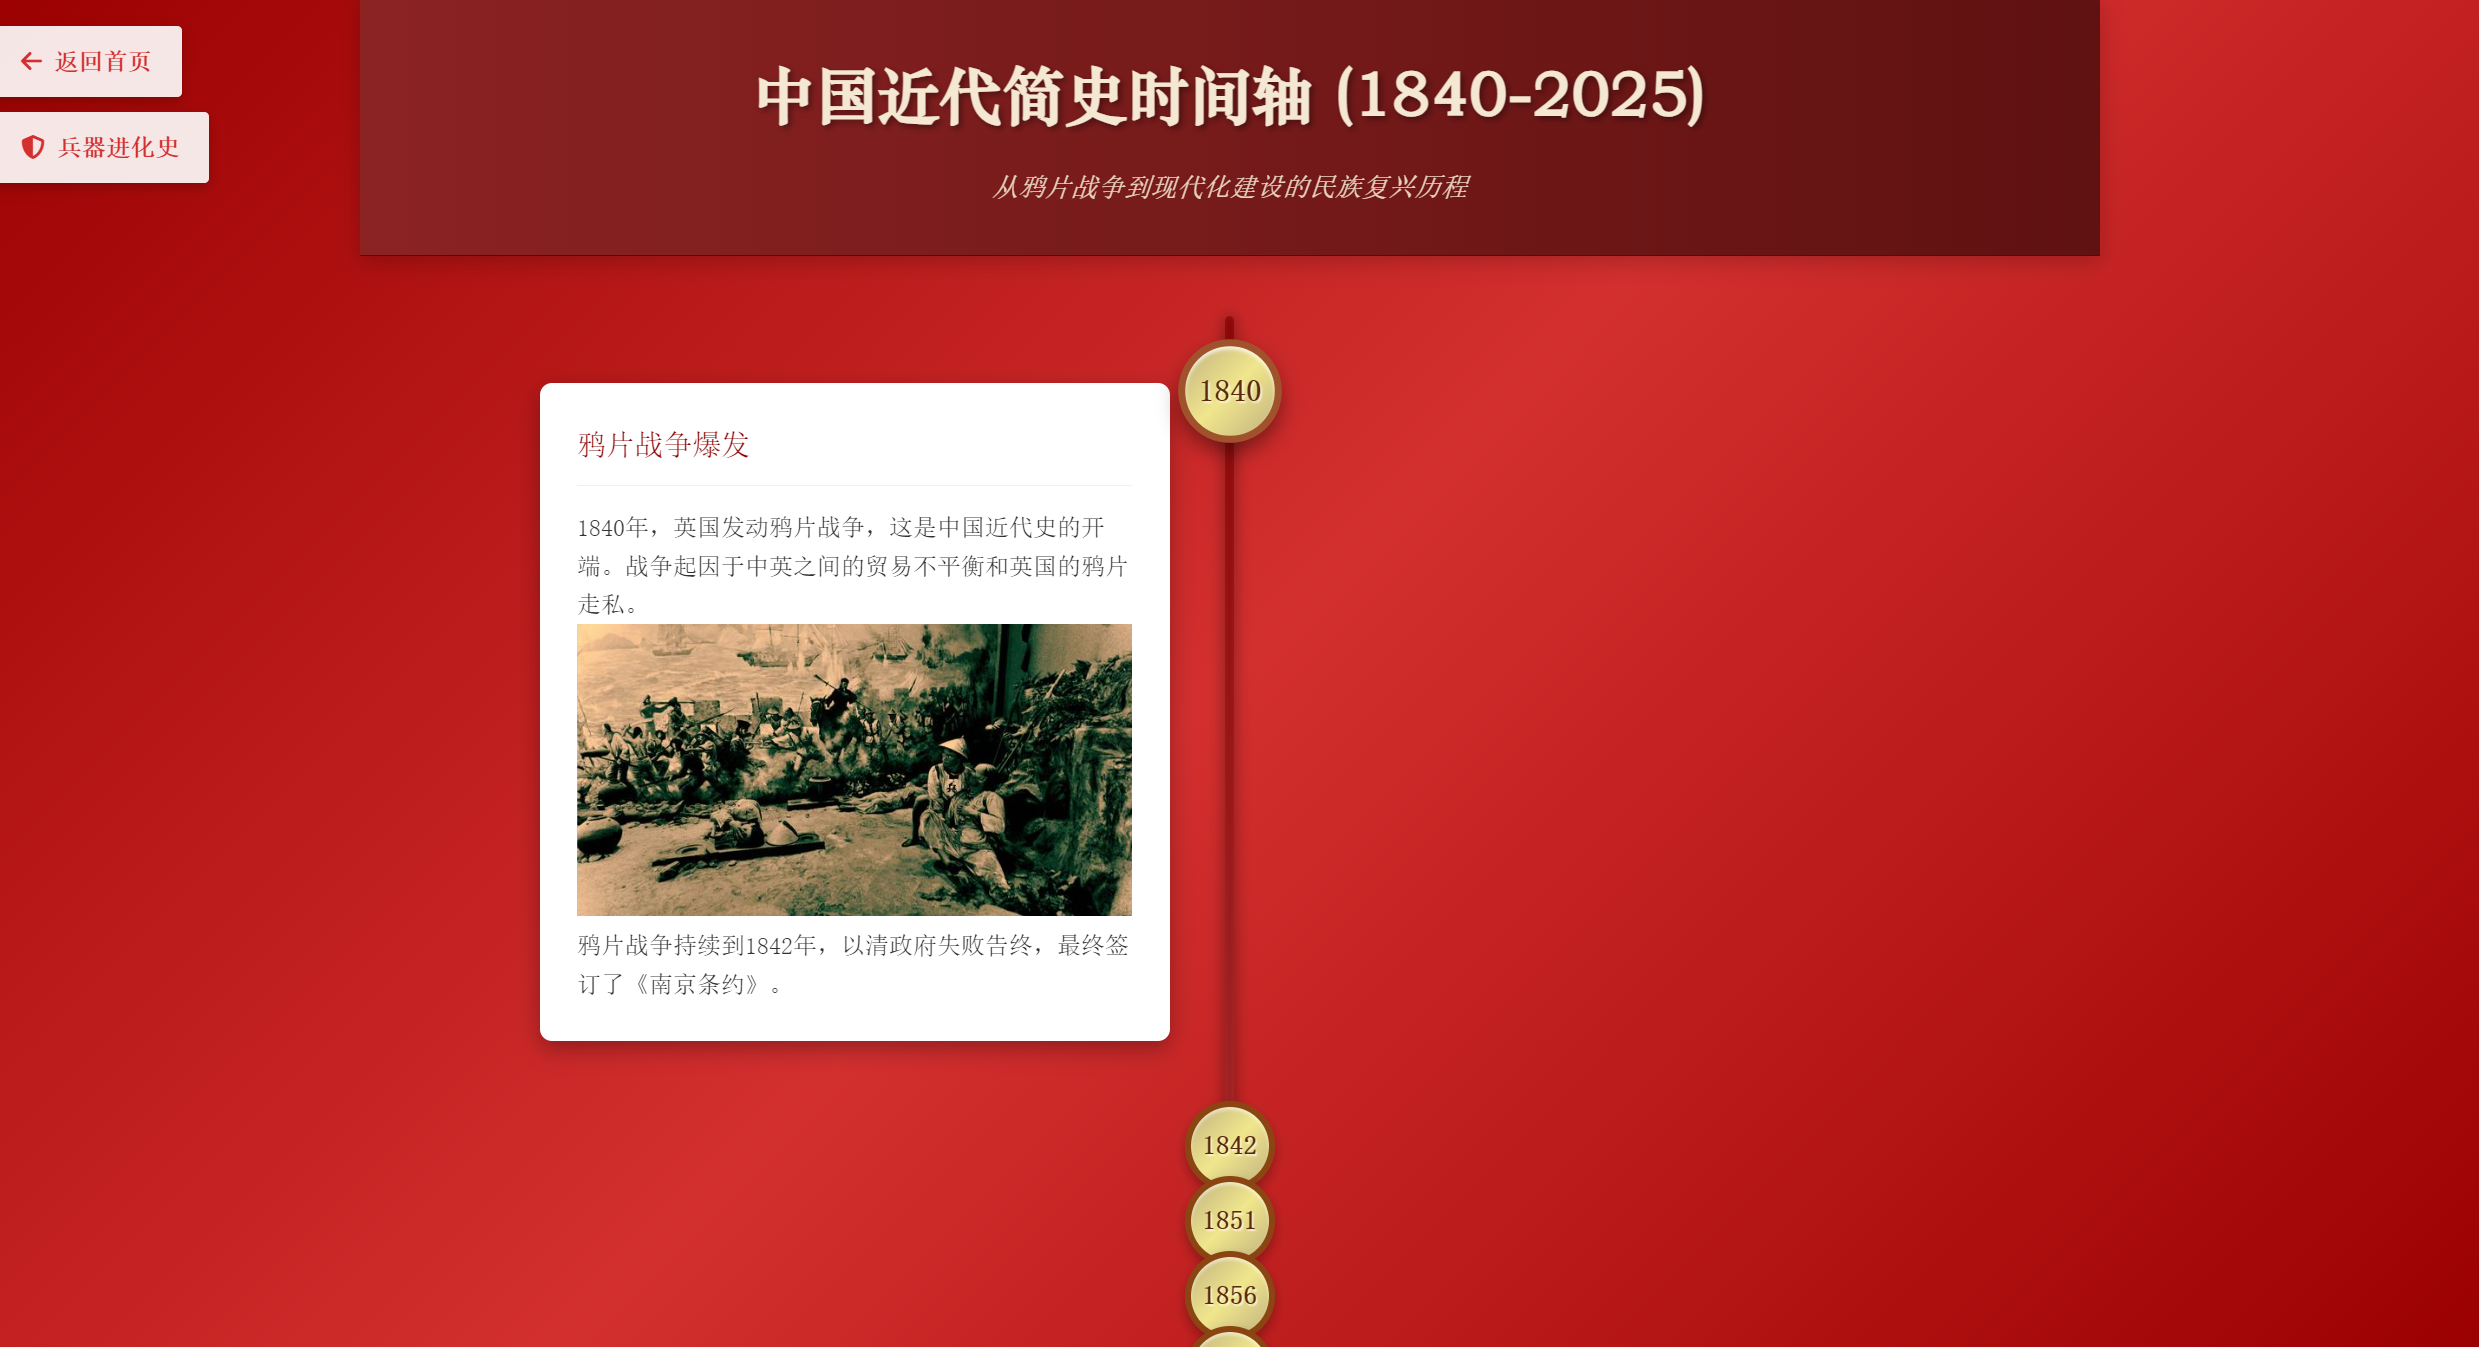 返回首页
兵器进化史
中国近代简史时间轴 (1840-2025)
从鸦片战争到现代化建设的民族复兴历程
1840
鸦片战争爆发
1840年，英国发动鸦片战争，这是中国近代史的开
端。战争起因于中英之间的贸易不平衡和英国的鸦片
走私。
兵
鸦片战争持续到1842年，以清政府失败告终，最终签
订了《南京条约》。
1842
1851
1856